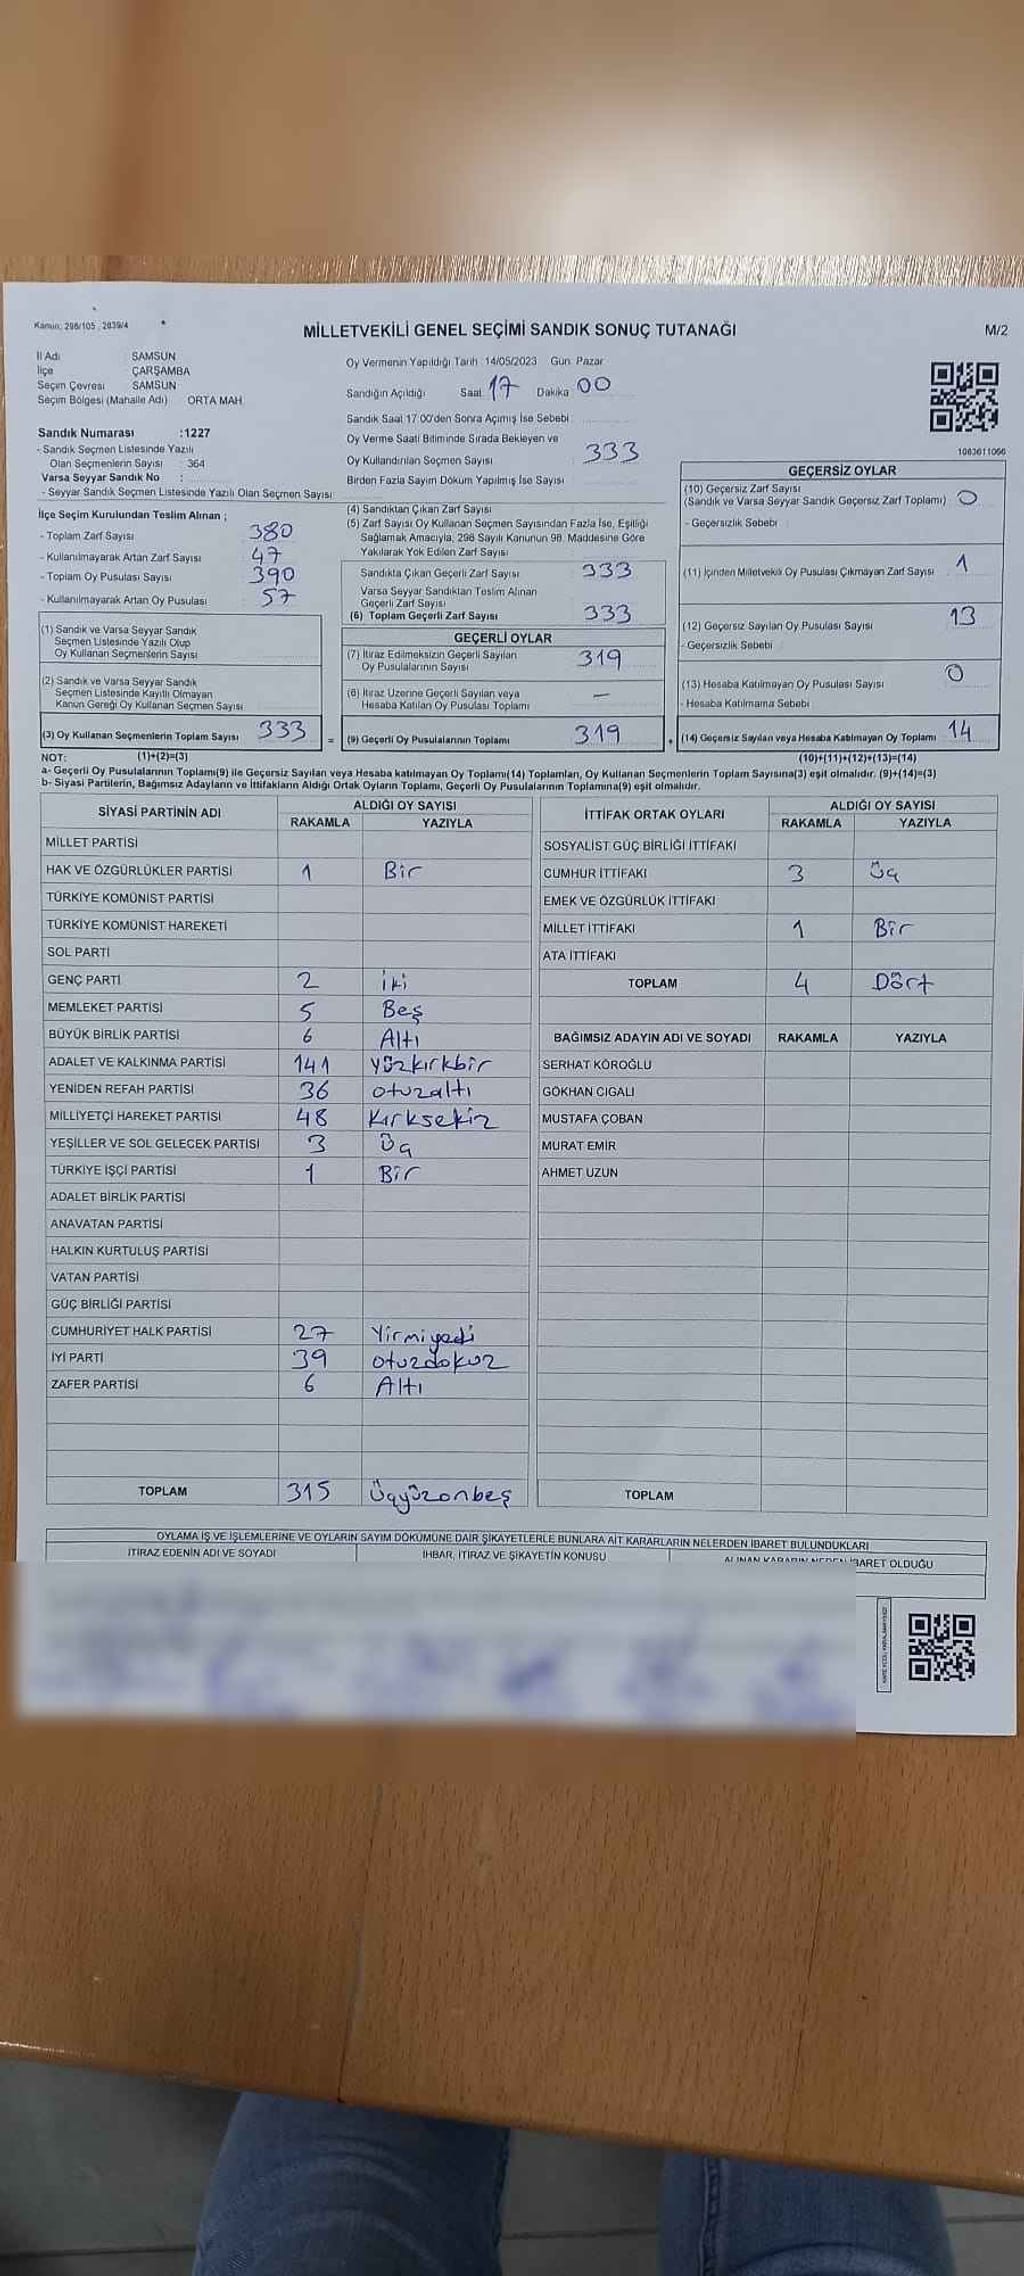 Kanun; 298/105 , 2839/4
MİLLETVEKİLİ GENEL SEÇİMİ SANDIK SONUÇ TUTANAĞI
M/2
İl Adı SAMSUN
İlçe ÇARŞAMBA
Seçim Çevresi SAMSUN
Seçim Bölgesi (Mahalle Adı) ORTA MAH.
Sandık Numarası :1227
- Sandık Seçmen Listesinde Yazılı
Olan Seçmenlerin Sayısı : 364
Varsa Seyyar Sandık No :
- Seyyar Sandık Seçmen Listesinde Yazılı Olan Seçmen Sayısı
İlçe Seçim Kurulundan Teslim Alınan ;
- Toplam Zarf Sayısı 380
- Kullanılmayarak Artan Zarf Sayısı 47
- Toplam Oy Pusulası Sayısı 390
- Kullanılmayarak Artan Oy Pusulası 57
(1) Sandık ve Varsa Seyyar Sandık
Seçmen Listesinde Yazılı Olup
Oy Kullanan Seçmenlerin Sayısı
(2) Sandık ve Varsa Seyyar Sandık
Seçmen Listesinde Kayıtlı Olmayan
Kanun Gereği Oy Kullanan Seçmen Sayısı
(3) Oy Kullanan Seçmenlerin Toplam Sayısı 333
Oy Vermenin Yapıldığı Tarih 14/05/2023 Gün: Pazar
Sandığın Açıldığı Saat 17 Dakika 00
Sandık Saat 17:00'den Sonra Açımış İse Sebebi
Oy Verme Saati Bitiminde Sırada Bekleyen ve
Oy Kullandırılan Seçmen Sayısı 333
Birden Fazla Sayım Döküm Yapılmış İse Sayısı
(4) Sandıktan Çıkan Zarf Sayısı
(5) Zarf Sayısı Oy Kullanan Seçmen Sayısından Fazla İse, Eşitliği
Sağlamak Amacıyla, 298 Sayılı Kanunun 98. Maddesine Göre
Yakılarak Yok Edilen Zarf Sayısı
Sandıkta Çıkan Geçerli Zarf Sayısı 333
Varsa Seyyar Sandıktan Teslim Alınan
Geçerli Zarf Sayısı
(6) Toplam Geçerli Zarf Sayısı 333
GEÇERLİ OYLAR
(7) İtiraz Edilmeksizin Geçerli Sayılan
Oy Pusulalarının Sayısı 319
(8) İtiraz Üzerine Geçerli Sayılan veya
Hesaba Katılan Oy Pusulası Toplamı —
= (9) Geçerli Oy Pusulalarının Toplamı 319
1083611066
GEÇERSİZ OYLAR
(10) Geçersiz Zarf Sayısı
(Sandık ve Varsa Seyyar Sandık Geçersiz Zarf Toplamı) 0
- Geçersizlik Sebebi
(11) İçinden Milletvekili Oy Pusulası Çıkmayan Zarf Sayısı 1
(12) Geçersiz Sayılan Oy Pusulası Sayısı 13
- Geçersizlik Sebebi
(13) Hesaba Katılmayan Oy Pusulası Sayısı 0
- Hesaba Katılmama Sebebi
+ (14) Geçersiz Sayılan veya Hesaba Katılmayan Oy Toplamı 14
NOT: (1)+(2)=(3) (10)+(11)+(12)+(13)=(14)
a- Geçerli Oy Pusulalarının Toplamı(9) ile Geçersiz Sayılan veya Hesaba katılmayan Oy Toplamı(14) Toplamları, Oy Kullanan Seçmenlerin Toplam Sayısına(3) eşit olmalıdır. (9)+(14)=(3)
b- Siyasi Partilerin, Bağımsız Adayların ve İttifakların Aldığı Ortak Oyların Toplamı, Geçerli Oy Pusulalarının Toplamına(9) eşit olmalıdır.
SİYASİ PARTİNİN ADI ALDIĞI OY SAYISI
RAKAMLA YAZIYLA
MİLLET PARTİSİ
HAK VE ÖZGÜRLÜKLER PARTİSİ 1 Bir
TÜRKİYE KOMÜNİST PARTİSİ
TÜRKİYE KOMÜNİST HAREKETİ
SOL PARTİ
GENÇ PARTİ 2 İki
MEMLEKET PARTİSİ 5 Beş
BÜYÜK BİRLİK PARTİSİ 6 Altı
ADALET VE KALKINMA PARTİSİ 141 Yüzkırkbir
YENİDEN REFAH PARTİSİ 36 otuzaltı
MİLLİYETÇİ HAREKET PARTİSİ 48 Kırksekiz
YEŞİLLER VE SOL GELECEK PARTİSİ 3 Üç
TÜRKİYE İŞÇİ PARTİSİ 1 Bir
ADALET BİRLİK PARTİSİ
ANAVATAN PARTİSİ
HALKIN KURTULUŞ PARTİSİ
VATAN PARTİSİ
GÜÇ BİRLİĞİ PARTİSİ
CUMHURİYET HALK PARTİSİ 27 Yirmiyedi
İYİ PARTİ 39 otuzdokuz
ZAFER PARTİSİ 6 Altı
TOPLAM 315 Üçyüzonbeş
İTTİFAK ORTAK OYLARI ALDIĞI OY SAYISI
RAKAMLA YAZIYLA
SOSYALİST GÜÇ BİRLİĞİ İTTİFAKI
CUMHUR İTTİFAKI 3 Üç
EMEK VE ÖZGÜRLÜK İTTİFAKI
MİLLET İTTİFAKI 1 Bir
ATA İTTİFAKI
TOPLAM 4 Dört
BAĞIMSIZ ADAYIN ADI VE SOYADI RAKAMLA YAZIYLA
SERHAT KÖROĞLU
GÖKHAN CIGALI
MUSTAFA ÇOBAN
MURAT EMİR
AHMET UZUN
TOPLAM
OYLAMA İŞ VE İŞLEMLERİNE VE OYLARIN SAYIM DÖKÜMÜNE DAİR ŞİKAYETLERLE BUNLARA AİT KARARLARIN NELERDEN İBARET BULUNDUKLARI
İTİRAZ EDENİN ADI VE SOYADI İHBAR, İTİRAZ VE ŞİKAYETİN KONUSU ALINAN KARARIN NEDEN İBARET OLDUĞU